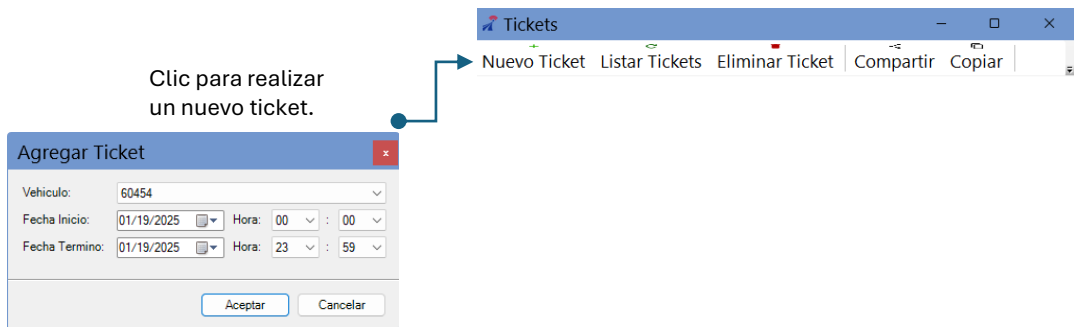 Tickets
Nuevo Ticket Listar Tickets Eliminar Ticket Compartir Copiar
Clic para realizar
un nuevo ticket.
Agregar Ticket
Vehiculo: 60454
Fecha Inicio: 01/19/2025 Hora: 00 : 00
Fecha Termino: 01/19/2025 Hora: 23 : 59
Aceptar Cancelar